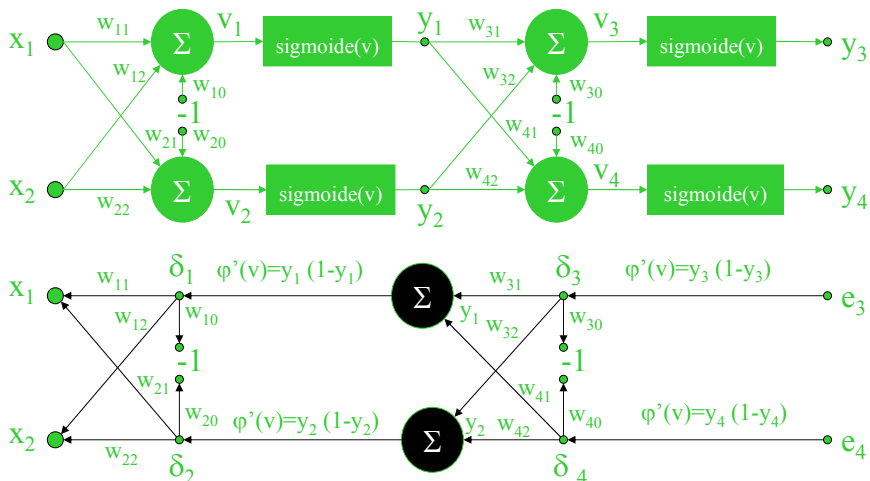 x1 w11 Σ v1 sigmoide(v) y1 w31 Σ v3 sigmoide(v) y3
w12 w10 w32 w30
-1 -1
w21 w20 w41 w40
x2 w22 Σ v2 sigmoide(v) y2 w42 Σ v4 sigmoide(v) y4
x1 w11 δ1 φ'(v)=y1 (1-y1) Σ w31 δ3 φ'(v)=y3 (1-y3) e3
w12 w10 y1 w32 w30
-1 -1
w21 w20 w41 w40
x2 w22 δ2 φ'(v)=y2 (1-y2) Σ y2 w42 δ4 φ'(v)=y4 (1-y4) e4